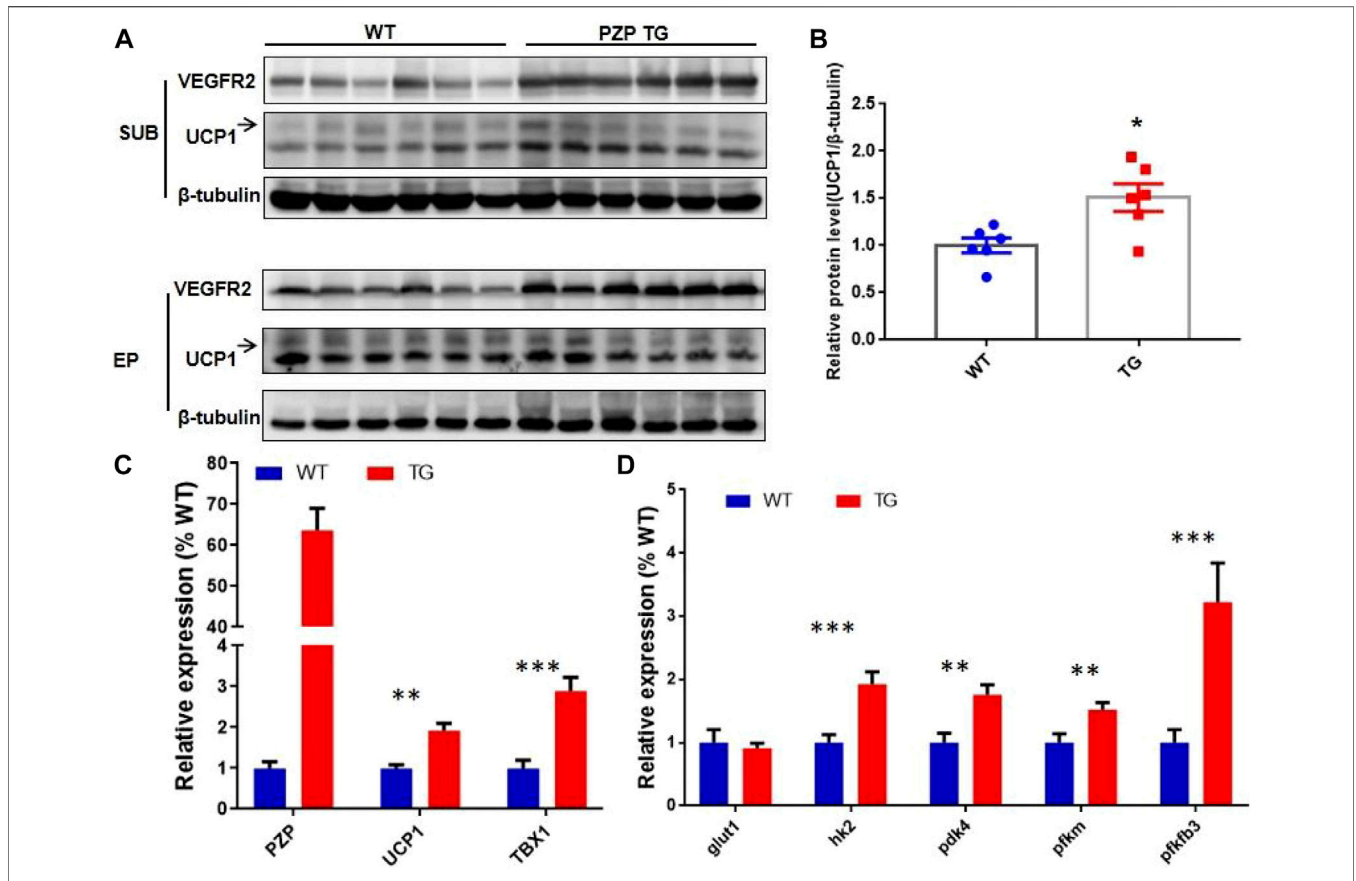 A
WT
PZP TG
VEGFR2
SUB
UCP1
β-tubulin
VEGFR2
EP
UCP1
β-tubulin
B
Relative protein level(UCP1/β-tubulin)
2.5
2.0
1.5
1.0
0.5
0.0
*
WT
TG
C
WT
TG
Relative expression (% WT)
80
70
60
50
40
4
3
2
1
0
**
***
PZP
UCP1
TBX1
D
WT
TG
Relative expression (% WT)
5
4
3
2
1
0
***
**
**
***
glut1
hk2
pdk4
pfkm
pfkfb3